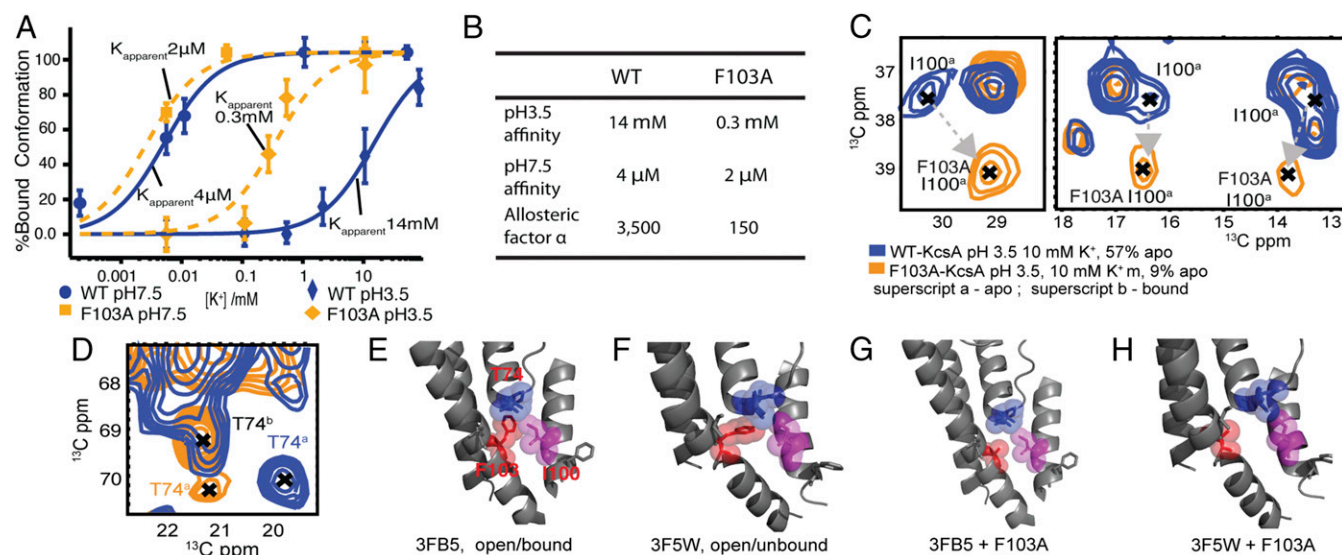 A
%Bound Conformation
100
80
60
40
20
0.0
K apparent 2µM
K apparent 0.3mM
K apparent 4µM
K apparent 14mM
0.001 0.01 0.1 1 10
[K⁺] /mM
WT pH7.5
F103A pH7.5
WT pH3.5
F103A pH3.5
B
WT F103A
pH3.5 affinity 14 mM 0.3 mM
pH7.5 affinity 4 µM 2 µM
Allosteric factor α 3,500 150
C
¹³C ppm
37
38
39
I100ᵃ
F103A
I100ᵃ
30 29
I100ᵃ
I100ᵃ
F103A I100ᵃ
F103A
I100ᵃ
18 17 16 15 14 13
¹³C ppm
WT-KcsA pH 3.5 10 mM K⁺, 57% apo
F103A-KcsA pH 3.5, 10 mM K⁺ m, 9% apo
superscript a - apo ; superscript b - bound
D
¹³C ppm
68
69
70
T74ᵇ
T74ᵃ
T74ᵃ
22 21 20
¹³C ppm
E
T74
F103
I100
3FB5, open/bound
F
3F5W, open/unbound
G
3FB5 + F103A
H
3F5W + F103A